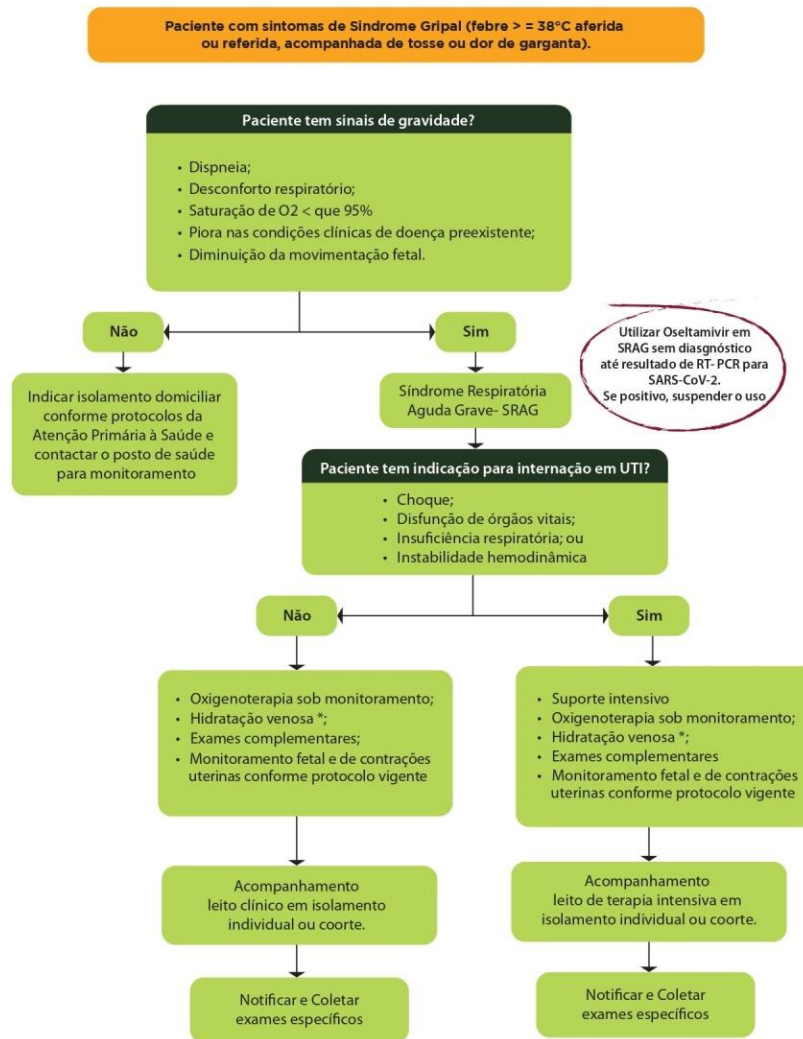 Paciente com sintomas de Sindrome Gripal (febre > = 38°C aferida
ou referida, acompanhada de tosse ou dor de garganta).
Paciente tem sinais de gravidade?
• Dispneia;
• Desconforto respiratório;
• Saturação de O2 < que 95%
• Piora nas condições clínicas de doença preexistente;
• Diminuição da movimentação fetal.
Não
Sim
Utilizar Oseltamivir em
SRAG sem diasgnóstico
até resultado de RT- PCR para
SARS-CoV-2.
Se positivo, suspender o uso
Indicar isolamento domiciliar
conforme protocolos da
Atenção Primária à Saúde e
contactar o posto de saúde
para monitoramento
Síndrome Respiratória
Aguda Grave- SRAG
Paciente tem indicação para internação em UTI?
• Choque;
• Disfunção de órgãos vitais;
• Insuficiência respiratória; ou
• Instabilidade hemodinâmica
Não
Sim
• Oxigenoterapia sob monitoramento;
• Hidratação venosa *;
• Exames complementares;
• Monitoramento fetal e de contrações
uterinas conforme protocolo vigente
• Suporte intensivo
• Oxigenoterapia sob monitoramento;
• Hidratação venosa *;
• Exames complementares
• Monitoramento fetal e de contrações
uterinas conforme protocolo vigente
Acompanhamento
leito clínico em isolamento
individual ou coorte.
Acompanhamento
leito de terapia intensiva em
isolamento individual ou coorte.
Notificar e Coletar
exames específicos
Notificar e Coletar
exames específicos